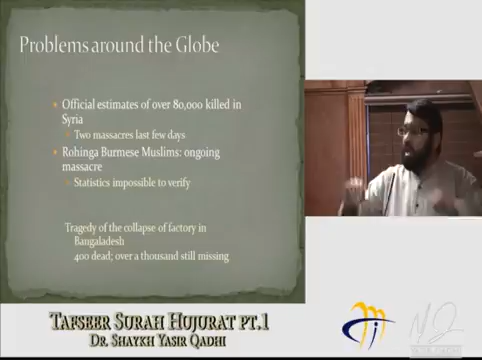 Problems around the Globe
Official estimates of over 80,000 killed in
Syria
Two massacres last few days
Rohinga Burmese Muslims: ongoing
massacre
Statistics impossible to verify
Tragedy of the collapse of factory in
Bangaladesh
400 dead; over a thousand still missing
TAFSEER SURAH HUJURAT PT.1
DR. SHAYKH YASIR QADHI